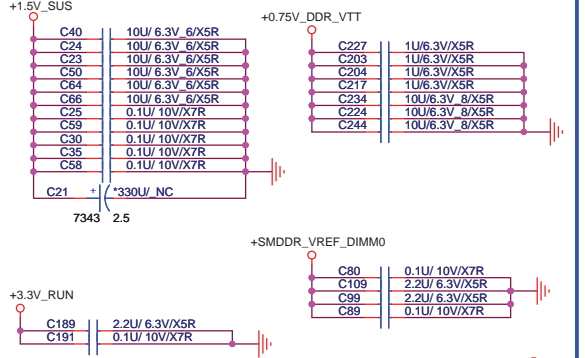 +1.5V_SUS
C40 10U/ 6.3V_6/X5R
C24 10U/ 6.3V_6/X5R
C23 10U/ 6.3V_6/X5R
C50 10U/ 6.3V_6/X5R
C64 10U/ 6.3V_6/X5R
C66 10U/ 6.3V_6/X5R
C25 0.1U/ 10V/X7R
C59 0.1U/ 10V/X7R
C30 0.1U/ 10V/X7R
C35 0.1U/ 10V/X7R
C58 0.1U/ 10V/X7R
C21 + *330U/_NC
7343 2.5
+0.75V_DDR_VTT
C227 1U/6.3V/X5R
C203 1U/6.3V/X5R
C204 1U/6.3V/X5R
C217 1U/6.3V/X5R
C234 10U/6.3V_8/X5R
C224 10U/6.3V_8/X5R
C244 10U/6.3V_8/X5R
+SMDDR_VREF_DIMM0
C80 0.1U/ 10V/X7R
C109 2.2U/ 6.3V/X5R
C99 2.2U/ 6.3V/X5R
C89 0.1U/ 10V/X7R
+3.3V_RUN
C189 2.2U/ 6.3V/X5R
C191 0.1U/ 10V/X7R